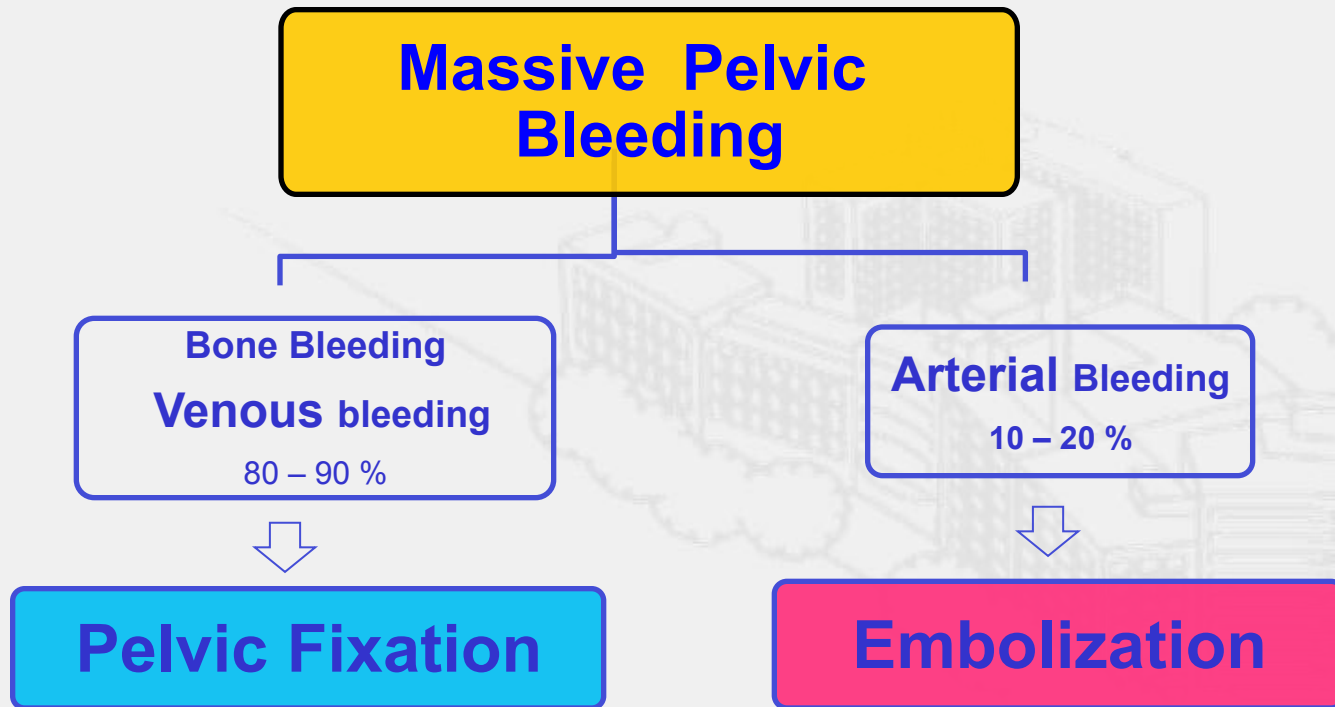 Massive Pelvic
Bleeding
Bone Bleeding
Venous bleeding
80 – 90 %
Arterial Bleeding
10 – 20 %
Pelvic Fixation
Embolization